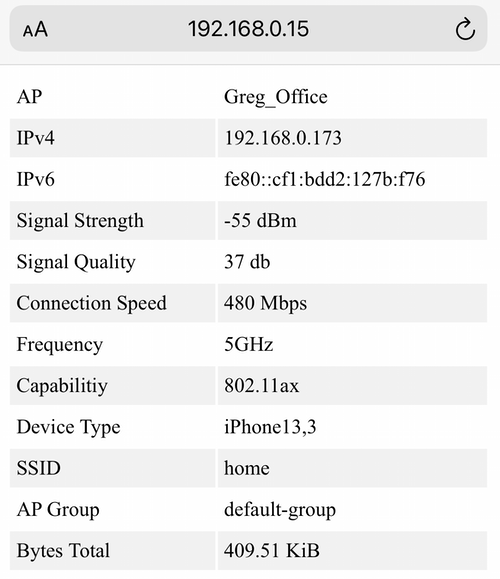 AA 192.168.0.15
AP Greg_Office
IPv4 192.168.0.173
IPv6 fe80::cf1:bdd2:127b:f76
Signal Strength -55 dBm
Signal Quality 37 db
Connection Speed 480 Mbps
Frequency 5GHz
Capabilitiy 802.11ax
Device Type iPhone13,3
SSID home
AP Group default-group
Bytes Total 409.51 KiB